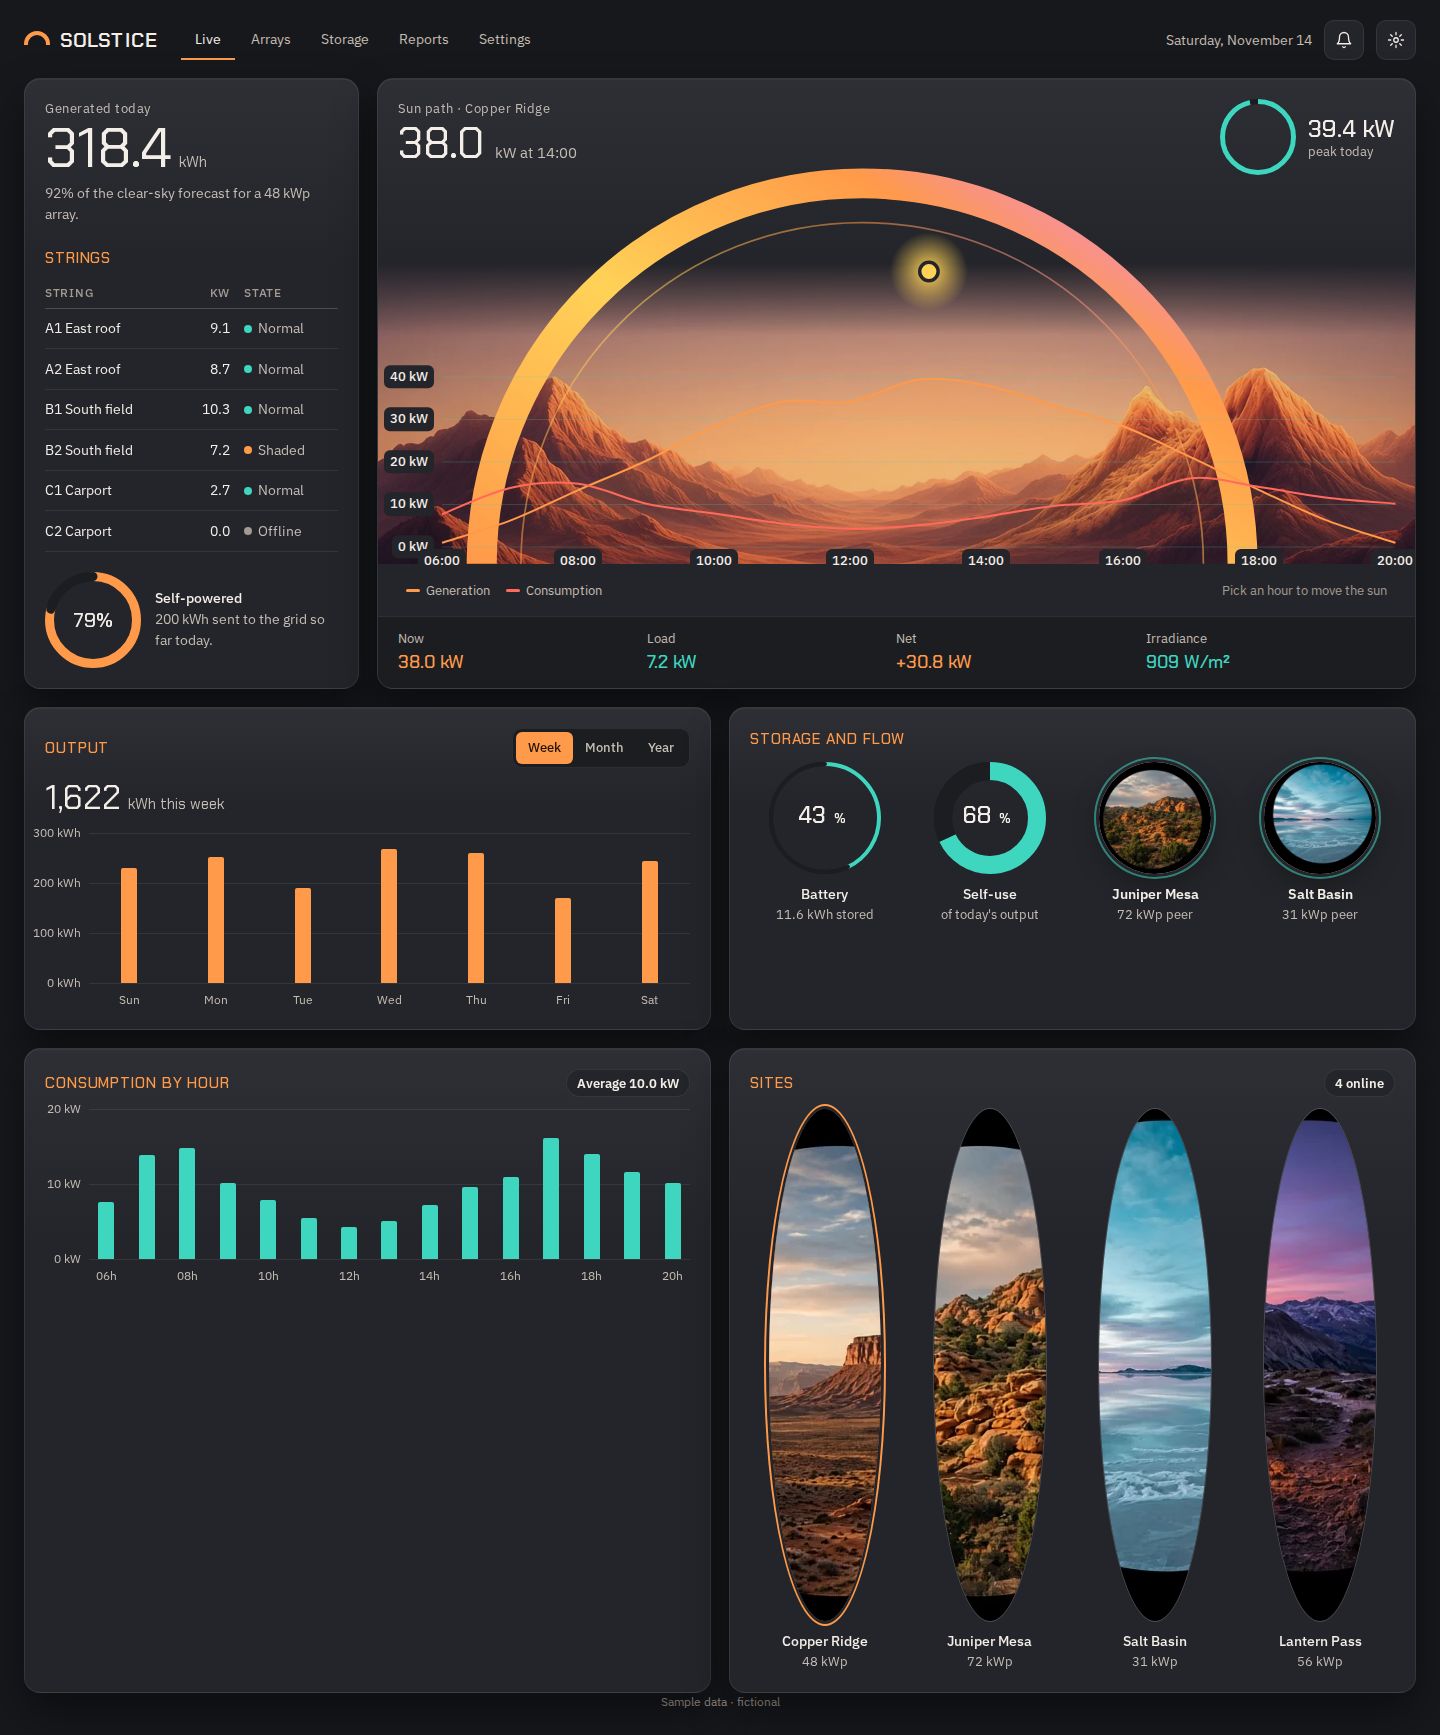 SOLSTICE
Live
Arrays
Storage
Reports
Settings
Saturday, November 14
Generated today
318.4 kWh
92% of the clear-sky forecast for a 48 kWp
array.
STRINGS
STRING KW STATE
A1 East roof 9.1 Normal
A2 East roof 8.7 Normal
B1 South field 10.3 Normal
B2 South field 7.2 Shaded
C1 Carport 2.7 Normal
C2 Carport 0.0 Offline
79%
Self-powered
200 kWh sent to the grid so
far today.
Sun path · Copper Ridge
38.0 kW at 14:00
39.4 kW
peak today
40 kW
30 kW
20 kW
10 kW
0 kW
06:00 08:00 10:00 12:00 14:00 16:00 18:00 20:00
Generation Consumption
Pick an hour to move the sun
Now Load Net Irradiance
38.0 kW 7.2 kW +30.8 kW 909 W/m²
OUTPUT
Week Month Year
1,622 kWh this week
300 kWh
200 kWh
100 kWh
0 kWh
Sun Mon Tue Wed Thu Fri Sat
STORAGE AND FLOW
43 % 68 %
Battery Self-use Juniper Mesa Salt Basin
11.6 kWh stored of today's output 72 kWp peer 31 kWp peer
CONSUMPTION BY HOUR
Average 10.0 kW
20 kW
10 kW
0 kW
06h 08h 10h 12h 14h 16h 18h 20h
SITES
4 online
Copper Ridge Juniper Mesa Salt Basin Lantern Pass
48 kWp 72 kWp 31 kWp 56 kWp
Sample data · fictional